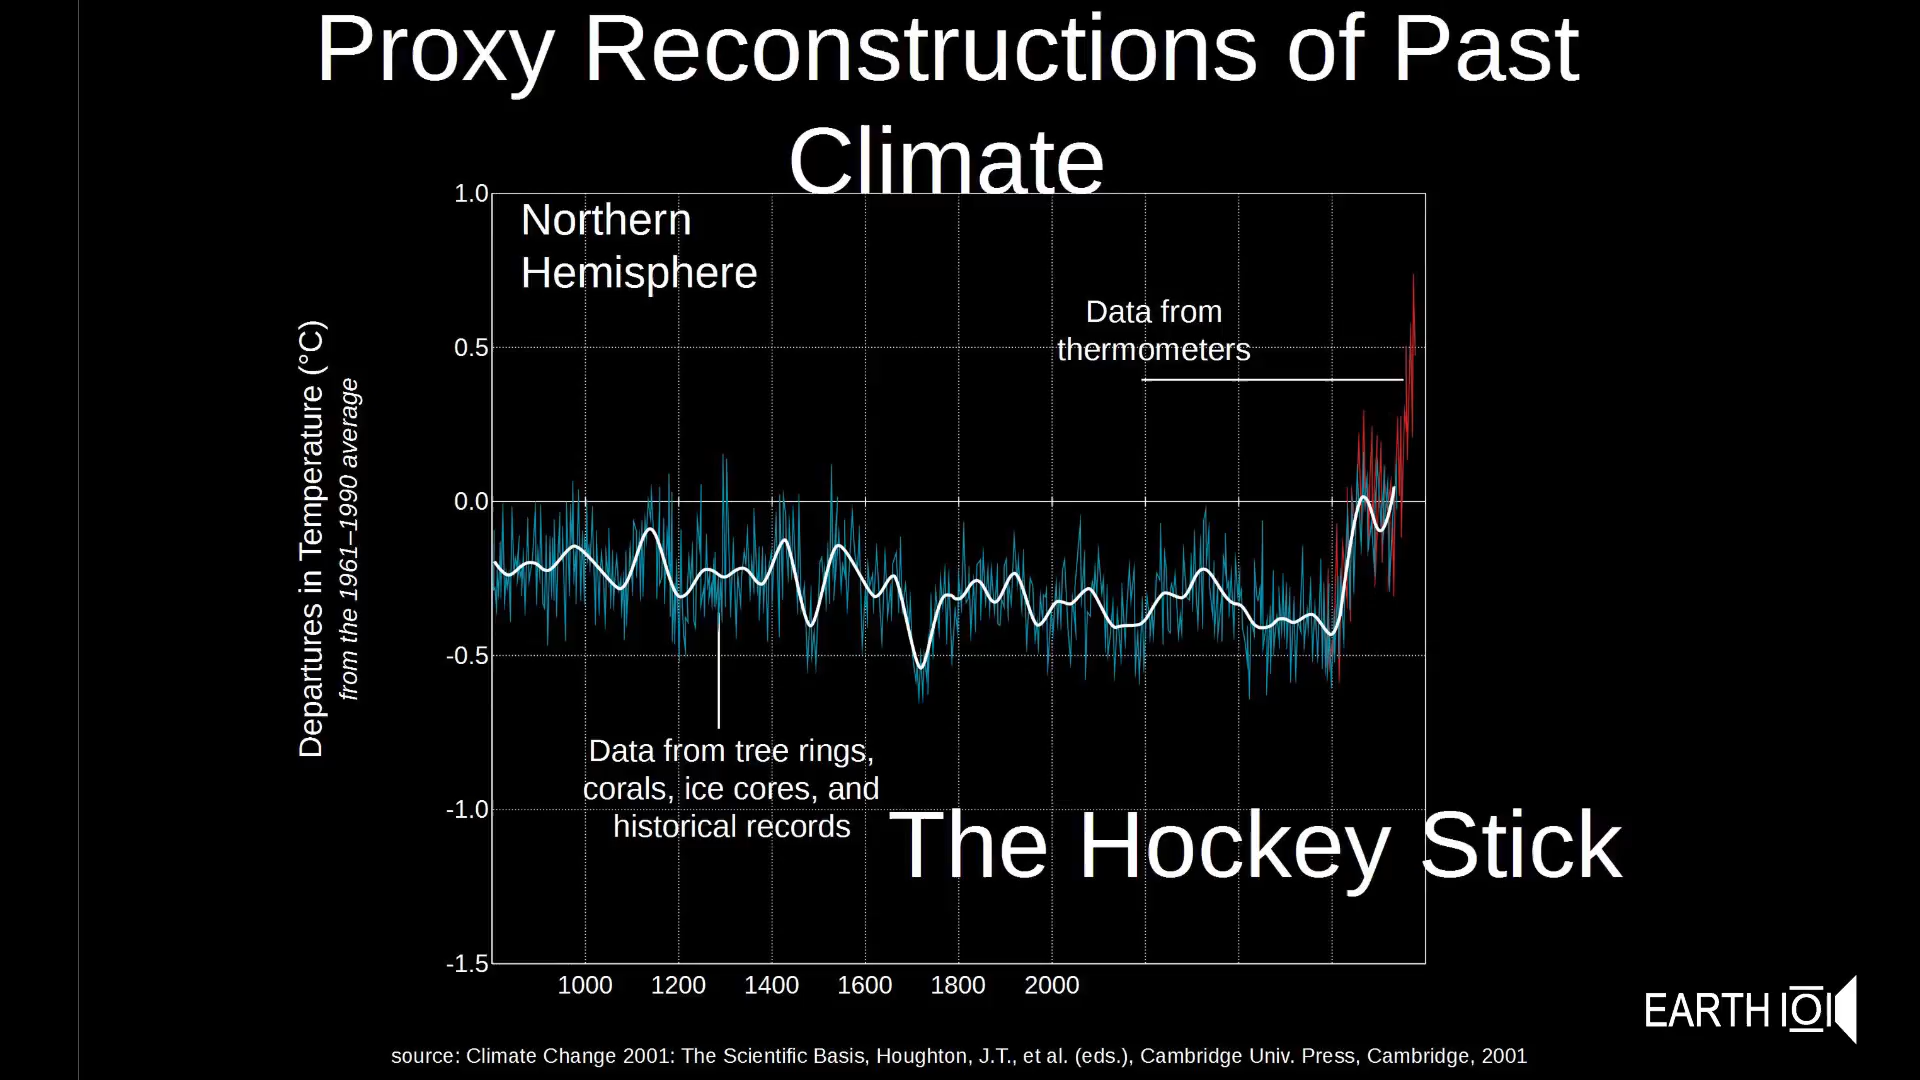 Proxy Reconstructions of Past
Climate
1.0
Northern
Hemisphere
Data from
thermometers
0.5
0.0
-0.5
-1.0
-1.5
Departures in Temperature (°C)
from the 1961–1990 average
Data from tree rings,
corals, ice cores, and
historical records
The Hockey Stick
1000 1200 1400 1600 1800 2000
EARTH 101
source: Climate Change 2001: The Scientific Basis, Houghton, J.T., et al. (eds.), Cambridge Univ. Press, Cambridge, 2001